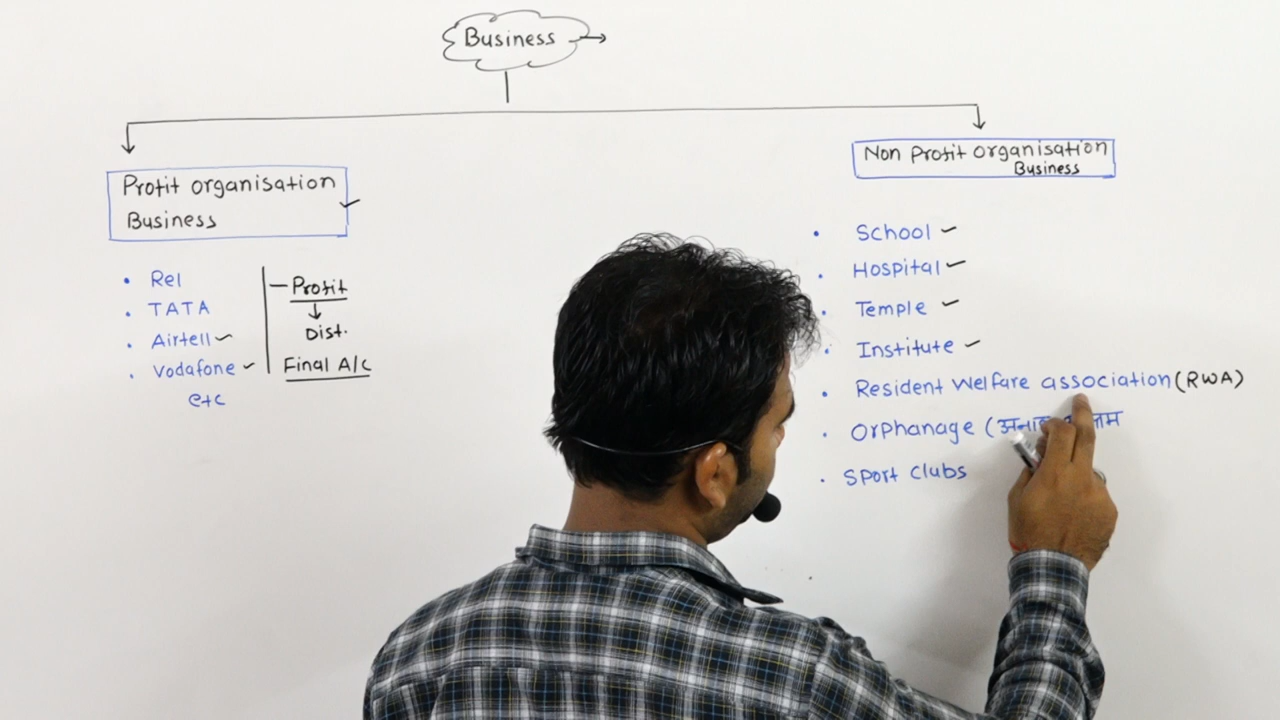 Business
Profit organisation
Business
Non Profit organisation
Business
Rel
TATA
Airtell
Vodafone
etc
Profit
Dist.
Final A/c
School
Hospital
Temple
Institute
Resident Welfare association (RWA)
Orphanage (
Sport clubs